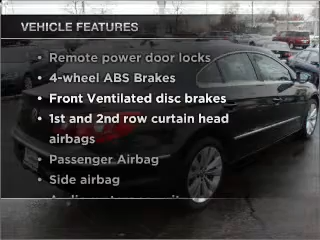 VEHICLE FEATURES
• Remote power door locks
• 4-wheel ABS Brakes
• Front Ventilated disc brakes
• 1st and 2nd row curtain head
airbags
• Passenger Airbag
• Side airbag